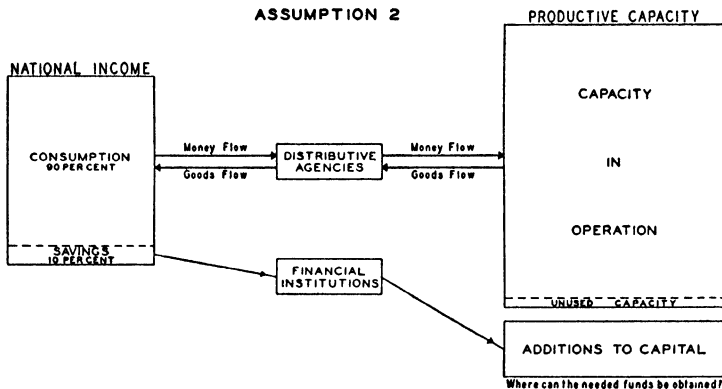 ASSUMPTION 2
PRODUCTIVE CAPACITY
NATIONAL INCOME
CAPACITY
IN
OPERATION
CONSUMPTION
90 PERCENT
Money Flow
Goods Flow
DISTRIBUTIVE
AGENCIES
Money Flow
Goods Flow
SAVINGS
10 PERCENT
FINANCIAL
INSTITUTIONS
UNUSED CAPACITY
ADDITIONS TO CAPITAL
Where can the needed funds be obtained?